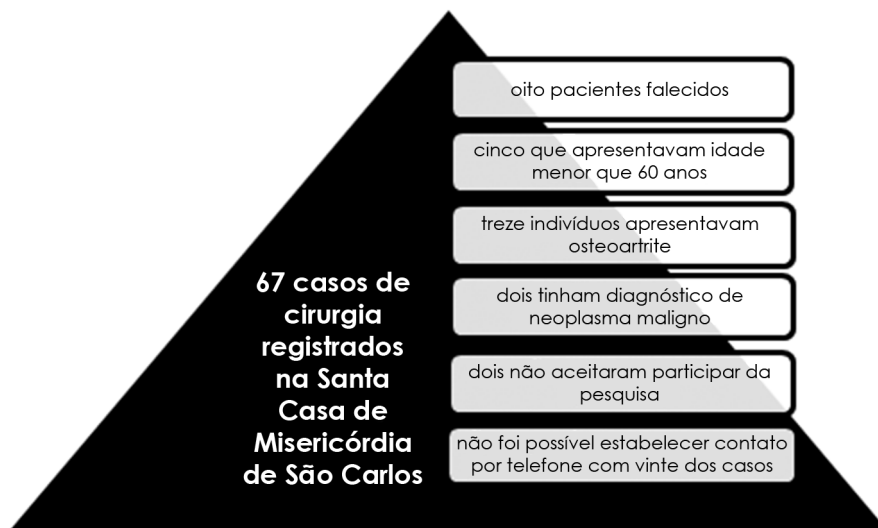 oito pacientes falecidos
cinco que apresentavam idade
menor que 60 anos
treze indivíduos apresentavam
osteoartrite
dois tinham diagnóstico de
neoplasma maligno
dois não aceitaram participar da
pesquisa
não foi possível estabelecer contato
por telefone com vinte dos casos
67 casos de
cirurgia
registrados
na Santa
Casa de
Misericórdia
de São Carlos